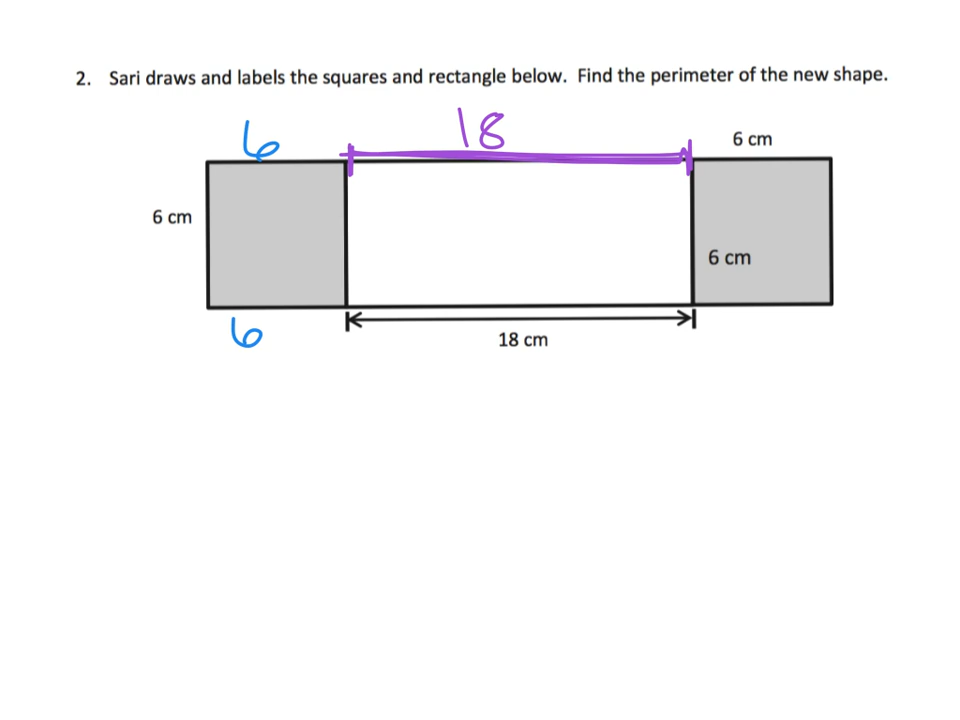 2. Sari draws and labels the squares and rectangle below. Find the perimeter of the new shape.
6
18
6 cm
6 cm
6 cm
6
18 cm